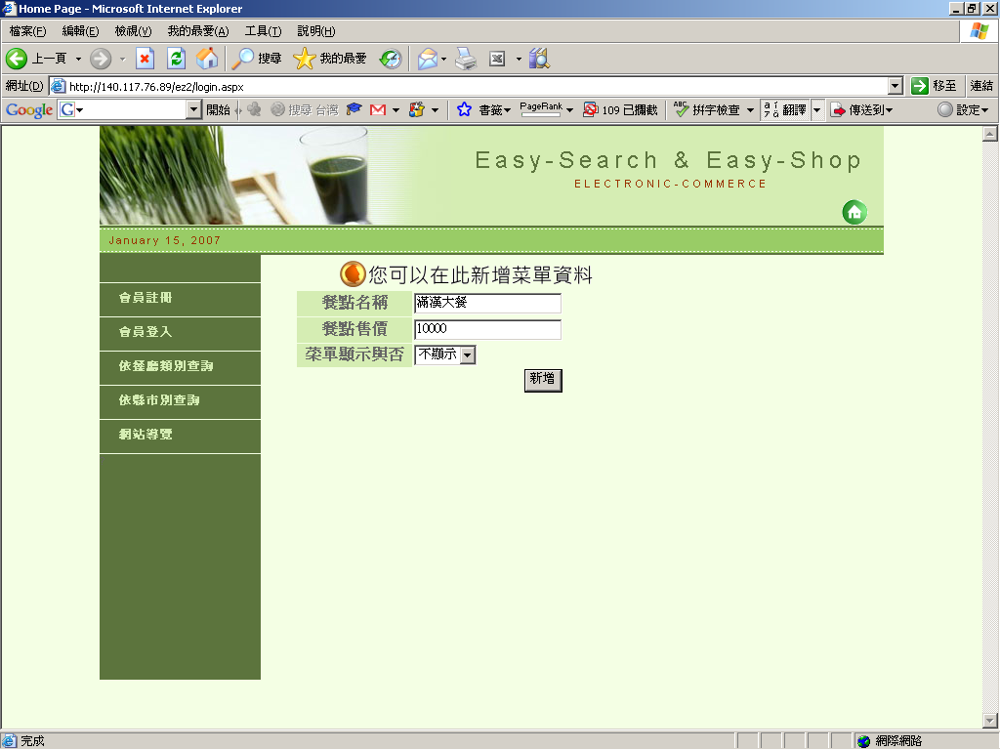 Home Page - Microsoft Internet Explorer
檔案(F) 編輯(E) 檢視(V) 我的最愛(A) 工具(T) 說明(H)
上一頁 搜尋 我的最愛
網址(D) http://140.117.76.89/ez2/login.aspx 移至 連結
Google G 開始 搜尋 台灣 書籤 PageRank 109 已攔截 拼字檢查 翻譯 傳送到 設定
Easy-Search & Easy-Shop
ELECTRONIC-COMMERCE
January 15, 2007
您可以在此新增菜單資料
會員註冊
會員登入
依餐廳類別查詢
依縣市別查詢
網站導覽
餐點名稱 滿漢大餐
餐點售價 10000
菜單顯示與否 不顯示
新增
完成 網際網路